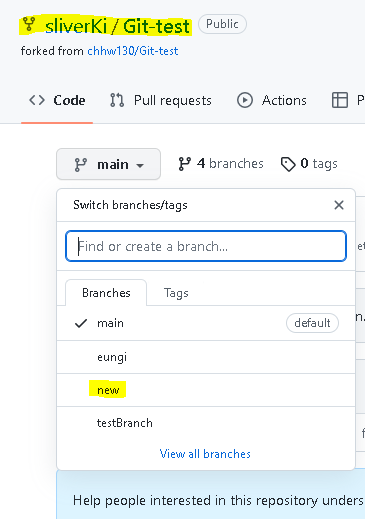 sliverKi / Git-test Public
forked from chhw130/Git-test
Code Pull requests Actions P
main 4 branches 0 tags
Switch branches/tags
Find or create a branch...
Branches Tags
main default
eungi
new
testBranch
View all branches
Help people interested in this repository unders